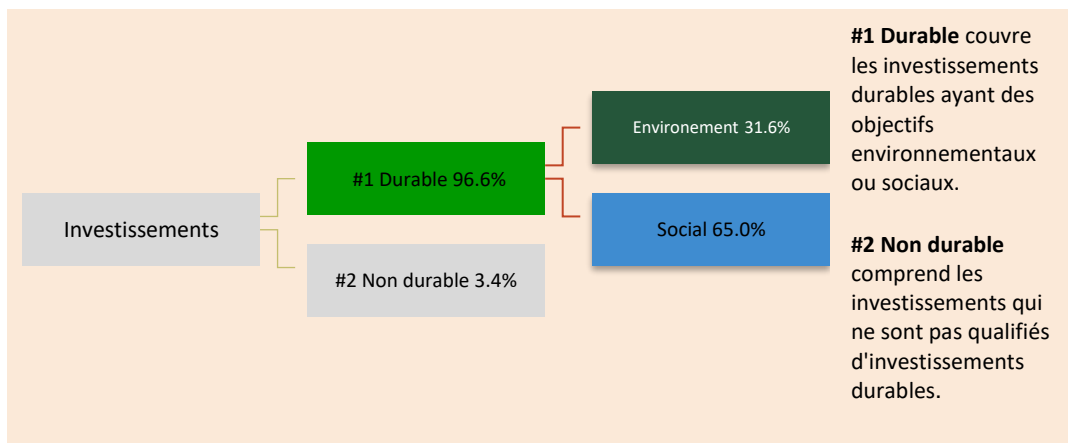 Investissements
#1 Durable 96.6%
#2 Non durable 3.4%
Environement 31.6%
Social 65.0%
#1 Durable couvre
les investissements
durables ayant des
objectifs
environnementaux
ou sociaux.
#2 Non durable
comprend les
investissements qui
ne sont pas qualifiés
d'investissements
durables.